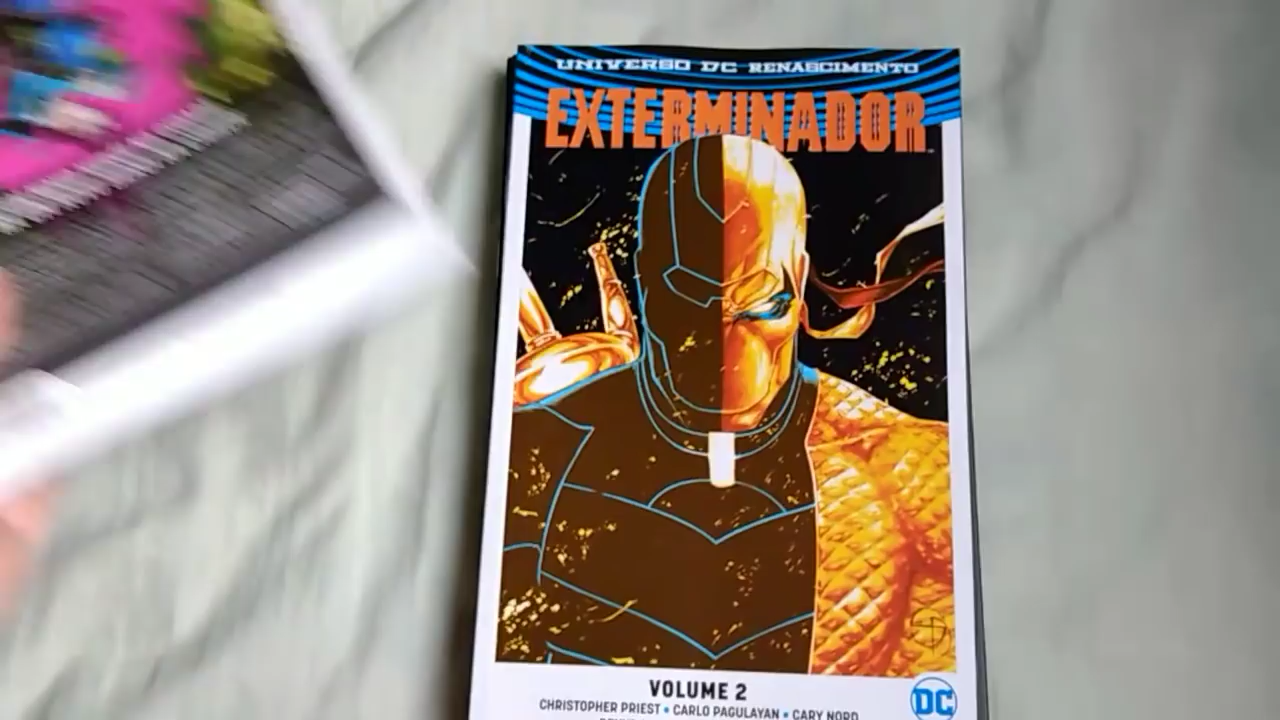 UNIVERSO DC RENASCIMENTO
EXTERMINADOR
VOLUME 2
CHRISTOPHER PRIEST • CARLO PAGULAYAN • CARY NORD
DC